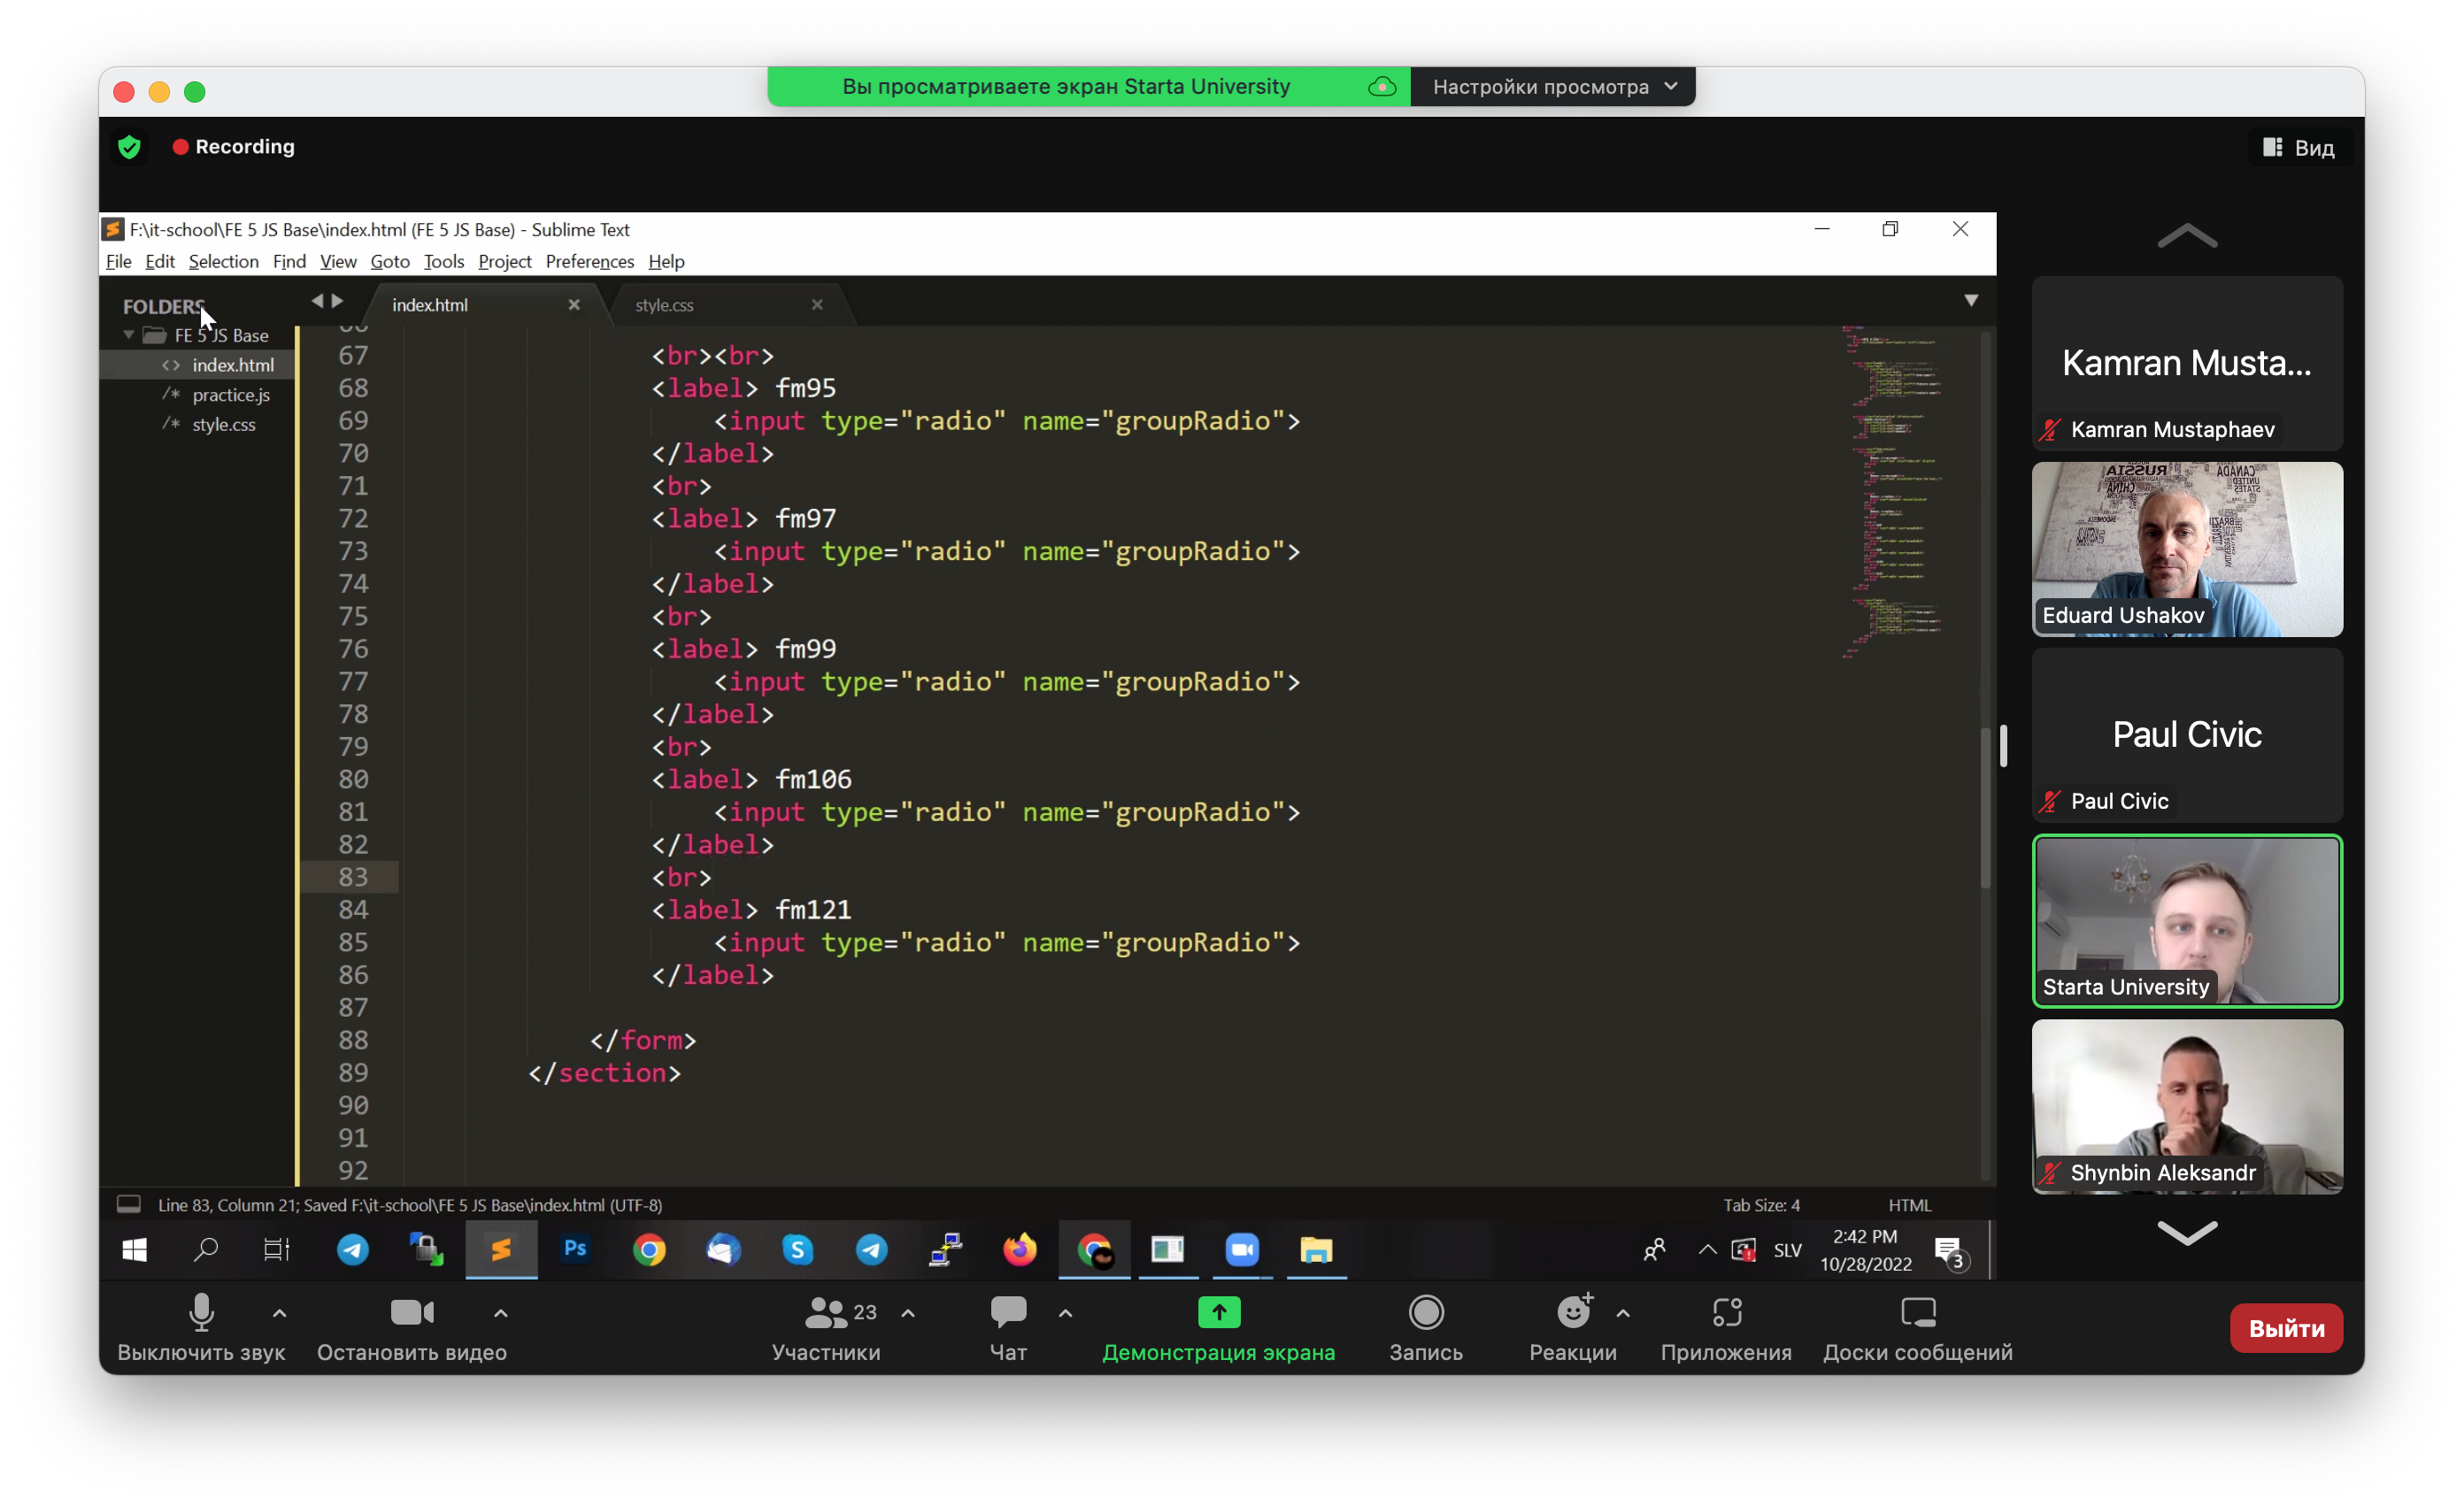 Вы просматриваете экран Starta University
Настройки просмотра
Recording
Вид
F:\it-school\FE 5 JS Base\index.html (FE 5 JS Base) - Sublime Text
File Edit Selection Find View Goto Tools Project Preferences Help
FOLDERS
FE 5 JS Base
index.html
practice.js
style.css
index.html
style.css
67 <br><br>
68 <label> fm95
69 <input type="radio" name="groupRadio">
70 </label>
71 <br>
72 <label> fm97
73 <input type="radio" name="groupRadio">
74 </label>
75 <br>
76 <label> fm99
77 <input type="radio" name="groupRadio">
78 </label>
79 <br>
80 <label> fm106
81 <input type="radio" name="groupRadio">
82 </label>
83 <br>
84 <label> fm121
85 <input type="radio" name="groupRadio">
86 </label>
87
88 </form>
89 </section>
90
91
92
Line 83, Column 21; Saved F:\it-school\FE 5 JS Base\index.html (UTF-8)
Tab Size: 4
HTML
Kamran Musta...
Kamran Mustaphaev
Eduard Ushakov
Paul Civic
Paul Civic
Starta University
Shynbin Aleksandr
Ps
SLV
2:42 PM
10/28/2022
3
Выключить звук
Остановить видео
23
Участники
Чат
Демонстрация экрана
Запись
Реакции
Приложения
Доски сообщений
Выйти